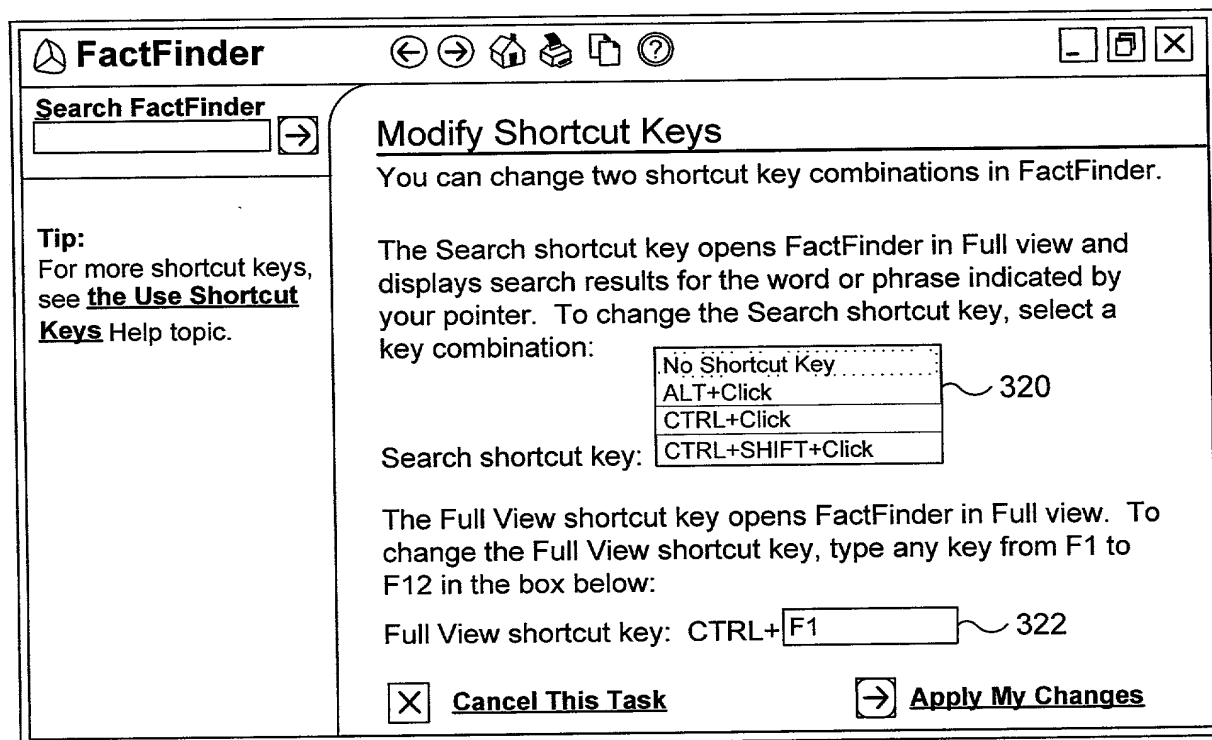 FactFinder
Search FactFinder
Tip:
For more shortcut keys,
see the Use Shortcut
Keys Help topic.
Modify Shortcut Keys
You can change two shortcut key combinations in FactFinder.
The Search shortcut key opens FactFinder in Full view and
displays search results for the word or phrase indicated by
your pointer. To change the Search shortcut key, select a
key combination:
No Shortcut Key
ALT+Click
320
CTRL+Click
Search shortcut key: CTRL+SHIFT+Click
The Full View shortcut key opens FactFinder in Full view. To
change the Full View shortcut key, type any key from F1 to
F12 in the box below:
Full View shortcut key: CTRL+ F1 322
Cancel This Task
Apply My Changes